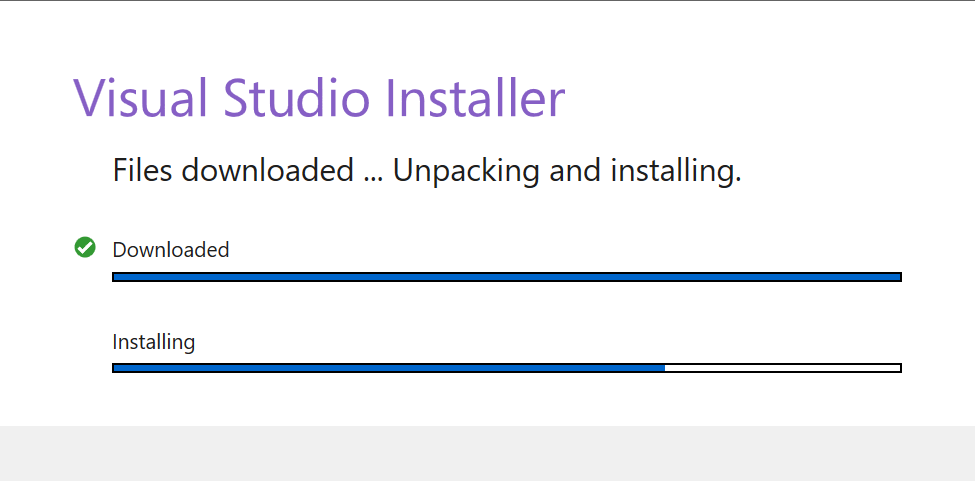 Visual Studio Installer
Files downloaded ... Unpacking and installing.
Downloaded
Installing